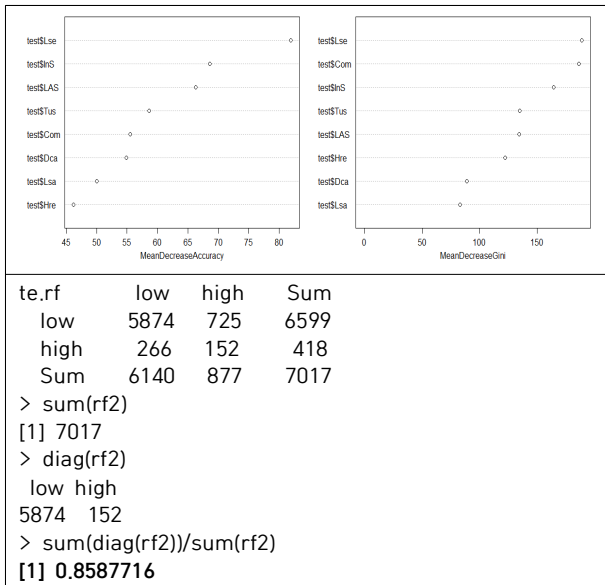 test$Lse
test$InS
test$LAS
test$Tus
test$Com
test$Dca
test$Lsa
test$Hre
45 50 55 60 65 70 75 80
MeanDecreaseAccuracy
test$Lse
test$Com
test$InS
test$Tus
test$LAS
test$Hre
test$Dca
test$Lsa
0 50 100 150
MeanDecreaseGini
te.rf low high Sum
low 5874 725 6599
high 266 152 418
Sum 6140 877 7017
> sum(rf2)
[1] 7017
> diag(rf2)
low high
5874 152
> sum(diag(rf2))/sum(rf2)
[1] 0.8587716